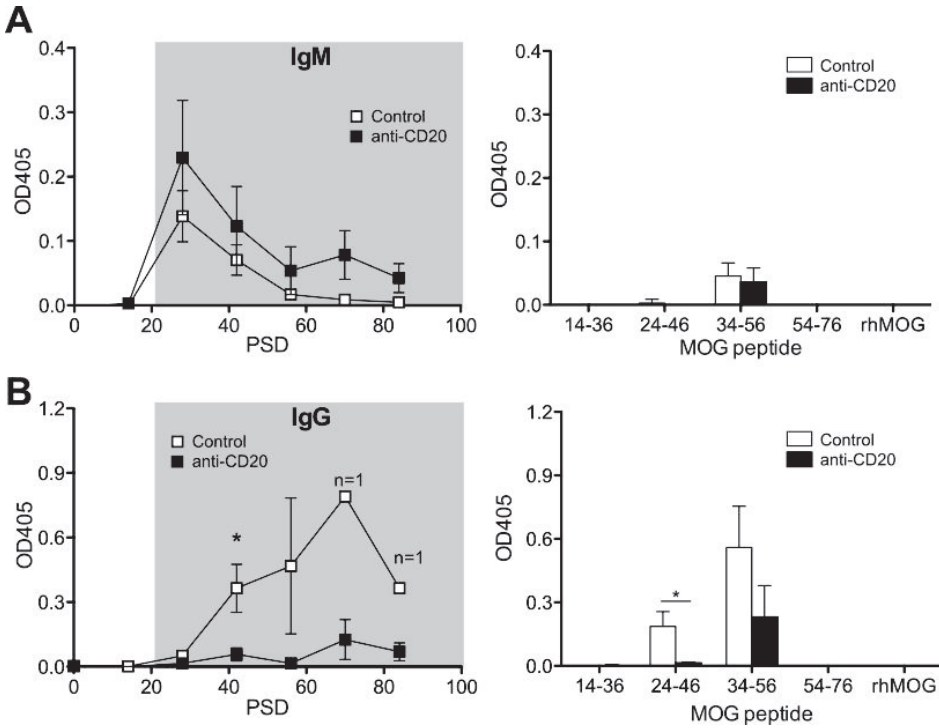 A
IgM
0.4
0.3
0.2
0.1
0.0
OD405
Control
anti-CD20
0 20 40 60 80 100
PSD
0.4
0.3
0.2
0.1
0.0
OD405
Control
anti-CD20
14-36 24-46 34-56 54-76 rhMOG
MOG peptide
B
IgG
1.2
0.9
0.6
0.3
0.0
OD405
Control
anti-CD20
n=1
*
n=1
0 20 40 60 80 100
PSD
1.2
0.9
0.6
0.3
0.0
OD405
Control
anti-CD20
*
14-36 24-46 34-56 54-76 rhMOG
MOG peptide